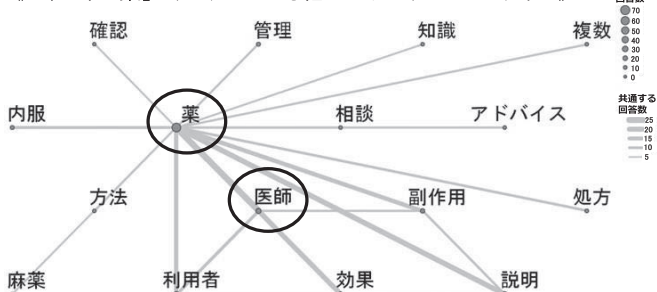 確認 管理 知識 複数
70
60
50
40
30
20
10
0
内服 薬 相談 アドバイス
共通する
回答数
25
20
15
10
5
方法 医師 副作用 処方
麻薬 利用者 効果 説明